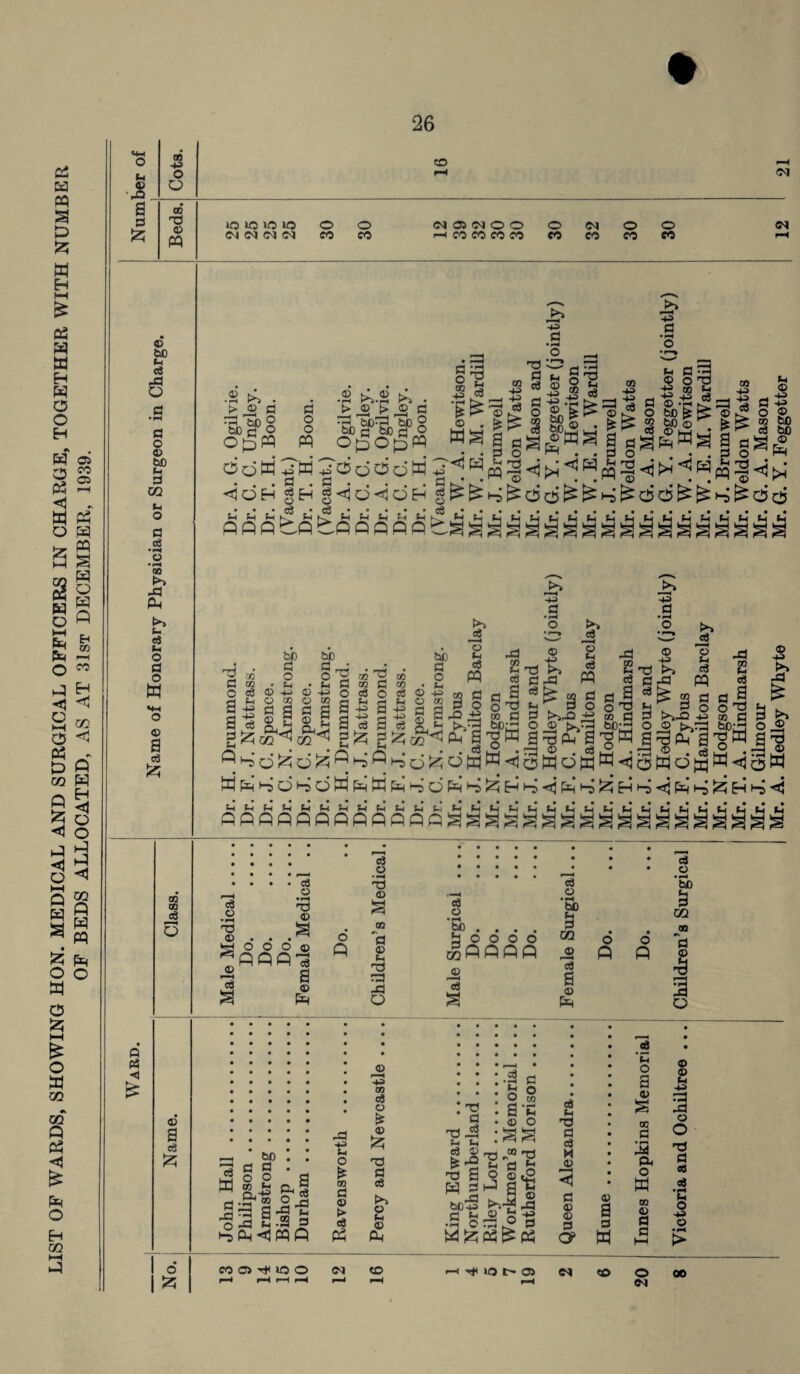 26
LIST OF WARDS, SHOWING HON. MEDICAL AND SURGICAL OFFICERS IN CHARGE, TOGETHER WITH NUMBER
OF BEDS ALLOCATED, AS AT 31ST DECEMBER, 1939.
WARD. Number of
No. Name. Class. Name of Honorary Physician or Surgeon in Charge. Beds. Cots.
13 John Hall Male Medical Dr. H. Drummond. Dr. A. G. Ogilvie. 25
9 Philipson Do. Dr. F. J. Nattrass. Dr. C. C. Ungley. 25
14 Armstrong Do. Dr. J. C. Spence. Dr. T. H. Boon. 25
15 Bishop Do. Dr. C. N. Armstrong. (Vacant.) 25
10 Durham Female Medical Dr. J. C. Spence. Dr. T. H. Boon. 30
Dr. C. N. Armstrong. (Vacant.)
12 Ravensworth Do. Dr. H. Drummond. Dr. A. G. Ogilvie. 30
Dr. F. J. Nattrass. Dr. C. C. Ungley.
16 Percy and Newcastle Children's Medical. Dr. H. Drummond. Dr. A. G. Ogilvie. 12 16
Dr. F. J. Nattrass. Dr. C. C. Ungley.
Dr. J. C. Spence. Dr. T. H. Boon.
Dr. C. N. Armstrong. (Vacant.)
1 King Edward Male Surgical Mr. F. C. Pybus Mr. W. A. Hewitson. 39
4 Northumberland Do. Mr. J. Hamilton Barclay Mr. W. E. M. Wardill 32
5 Riley Lord Do. Mr. N. Hodgson Mr. J. Brumwell 30
7 Workmen's Memorial Do. Mr. T. A. Hindmarsh Mr. W. Weldon Watts 30
19 Rutherford Morison Do. Mr. J. Gilmour and Mr. G. A. Mason and 30
Mr. A. Hedley Whyte (jointly) Mr. G. Y. Feggetter (jointly)
2 Queen Alexandra Female Surgical Mr. F. C. Pybus Mr. W. A. Hewitson 32
Mr. J. Hamilton Barclay Mr. W. E. M. Wardill
6 Hume Do. Mr. N. Hodgson Mr. J. Brumwell 30
Mr. T. A. Hindmarsh Mr. W. Weldon Watts
20 Innes Hopkins Memorial Do. Mr. J. Gilmour and Mr. G. A. Mason and 30
Mr. A. Hedley Whyte (jointly) Mr. G. Y. Feggetter (jointly)
8 Victoria and Ochiltree Children's Surgical Mr. F. C. Pybus Mr. W. A. Hewitson 12 21
Mr. J. Hamilton Barclay Mr. W. E. M. Wardill
Mr. N. Hodgson Mr. J. Brumwell
Mr. T. A. Hindmarsh Mr. W. Weldon Watts
Mr. J. Gilmour and Mr. G. A. Mason
Mr. A. Hedley Whyte Mr. G. Y. Feggetter